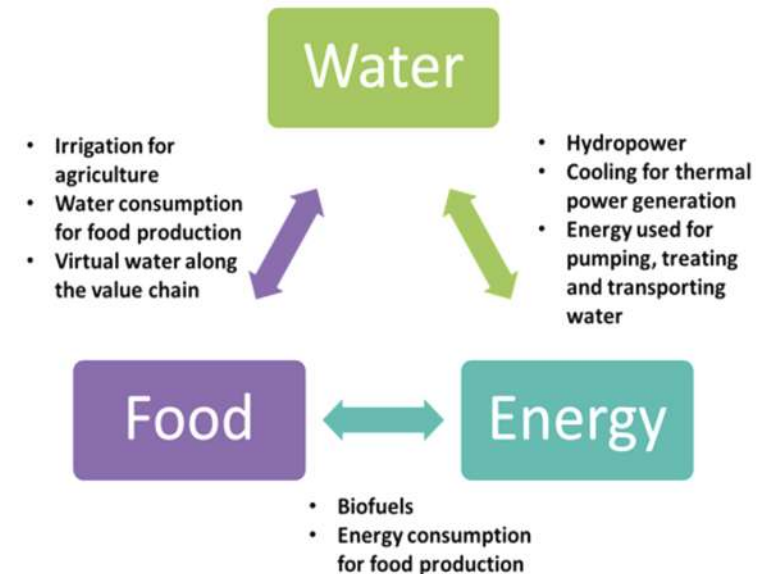 Water
• Irrigation for
agriculture
• Water consumption
for food production
• Virtual water along
the value chain
• Hydropower
• Cooling for thermal
power generation
• Energy used for
pumping, treating
and transporting
water
Food
Energy
• Biofuels
• Energy consumption
for food production